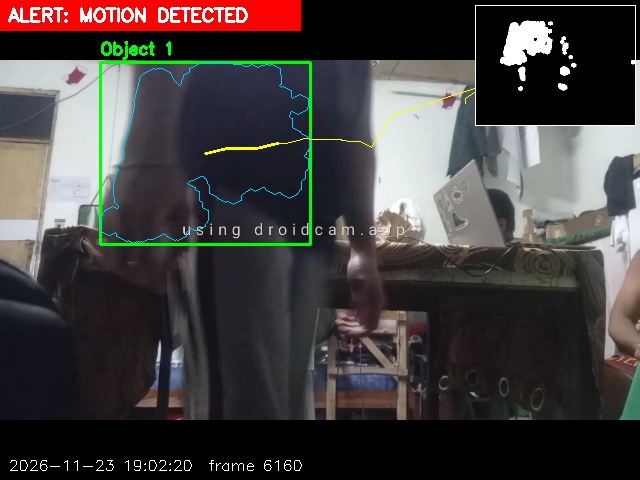 ALERT: MOTION DETECTED
Object 1
using droidcam.app
2026-11-23 19:02:20 frame 6160